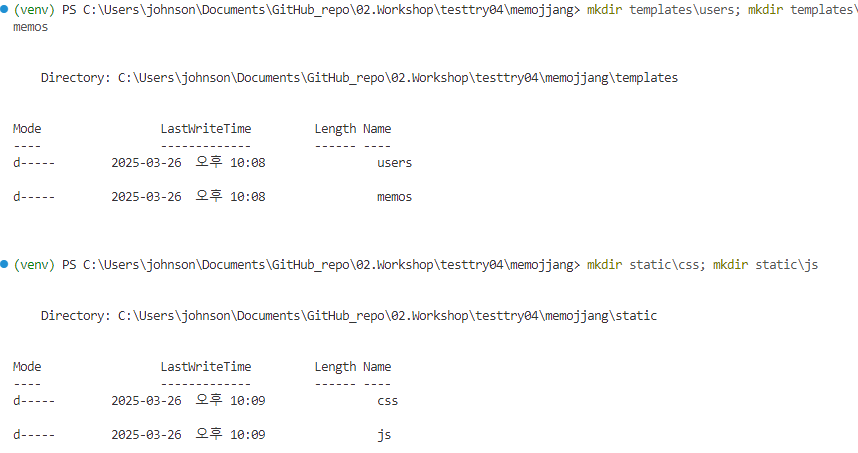 (venv) PS C:\Users\johnson\Documents\GitHub_repo\02.Workshop\testtry04\memojjang> mkdir templates\users; mkdir templates\
memos
Directory: C:\Users\johnson\Documents\GitHub_repo\02.Workshop\testtry04\memojjang\templates
Mode                 LastWriteTime         Length Name
----                 -------------         ------ ----
d-----        2025-03-26  오후 10:08                users
d-----        2025-03-26  오후 10:08                memos
(venv) PS C:\Users\johnson\Documents\GitHub_repo\02.Workshop\testtry04\memojjang> mkdir static\css; mkdir static\js
Directory: C:\Users\johnson\Documents\GitHub_repo\02.Workshop\testtry04\memojjang\static
Mode                 LastWriteTime         Length Name
----                 -------------         ------ ----
d-----        2025-03-26  오후 10:09                css
d-----        2025-03-26  오후 10:09                js